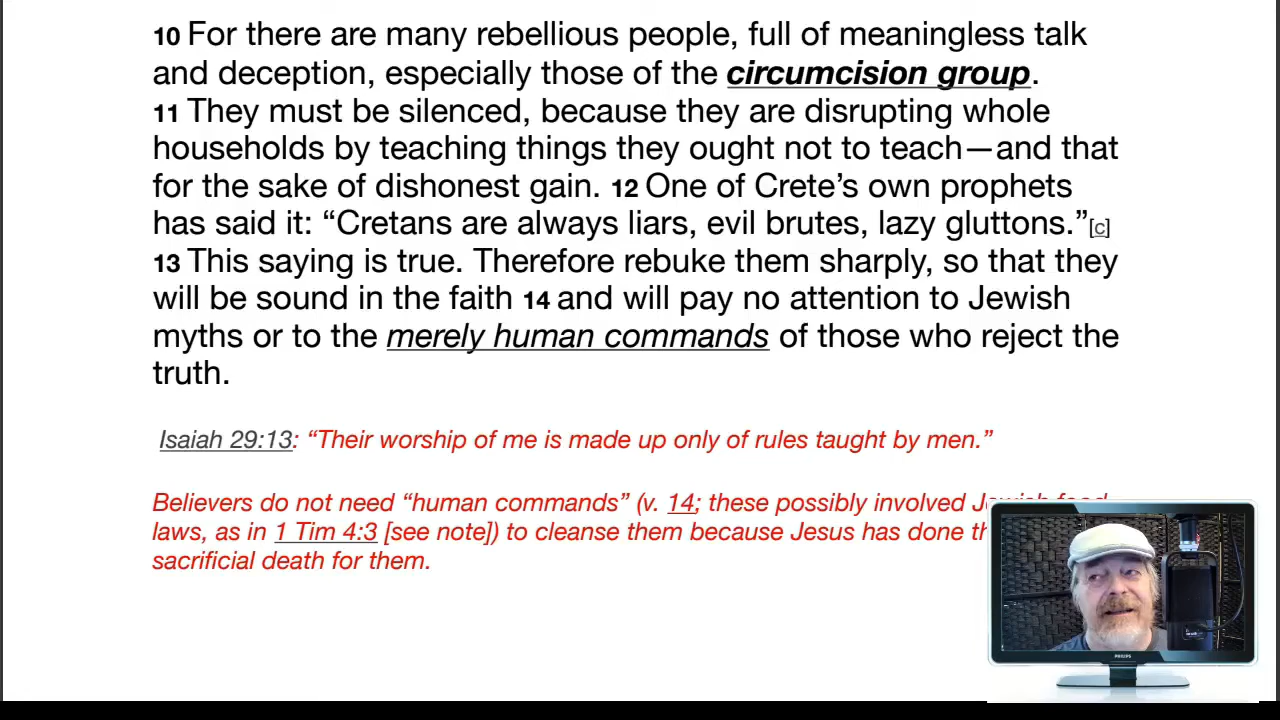 10 For there are many rebellious people, full of meaningless talk
and deception, especially those of the circumcision group.
11 They must be silenced, because they are disrupting whole
households by teaching things they ought not to teach—and that
for the sake of dishonest gain. 12 One of Crete’s own prophets
has said it: “Cretans are always liars, evil brutes, lazy gluttons.”[c]
13 This saying is true. Therefore rebuke them sharply, so that they
will be sound in the faith 14 and will pay no attention to Jewish
myths or to the merely human commands of those who reject the
truth.
Isaiah 29:13: “Their worship of me is made up only of rules taught by men.”
Believers do not need “human commands” (v. 14; these possibly involved Jewish food
laws, as in 1 Tim 4:3 [see note]) to cleanse them because Jesus has done
sacrificial death for them.
PHILIPS